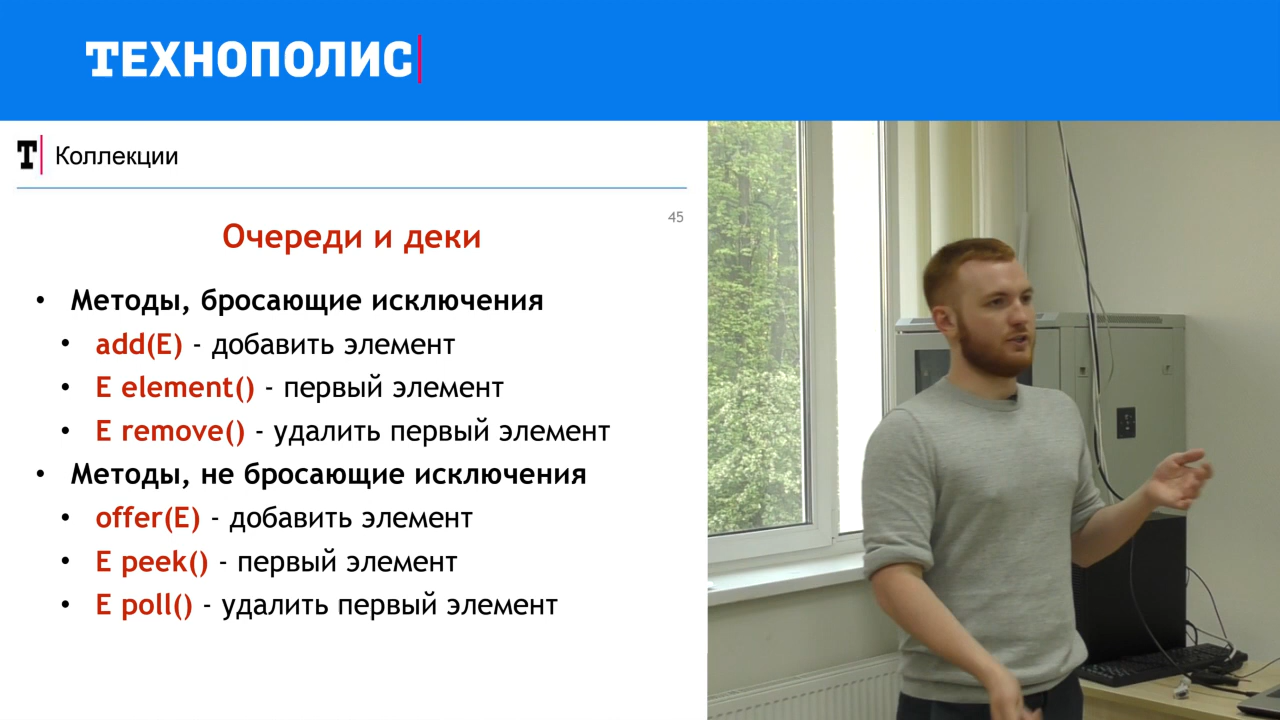 ТЕХНОПОЛИС
Т Коллекции
45
Очереди и деки
• Методы, бросающие исключения
• add(E) - добавить элемент
• E element() - первый элемент
• E remove() - удалить первый элемент
• Методы, не бросающие исключения
• offer(E) - добавить элемент
• E peek() - первый элемент
• E poll() - удалить первый элемент